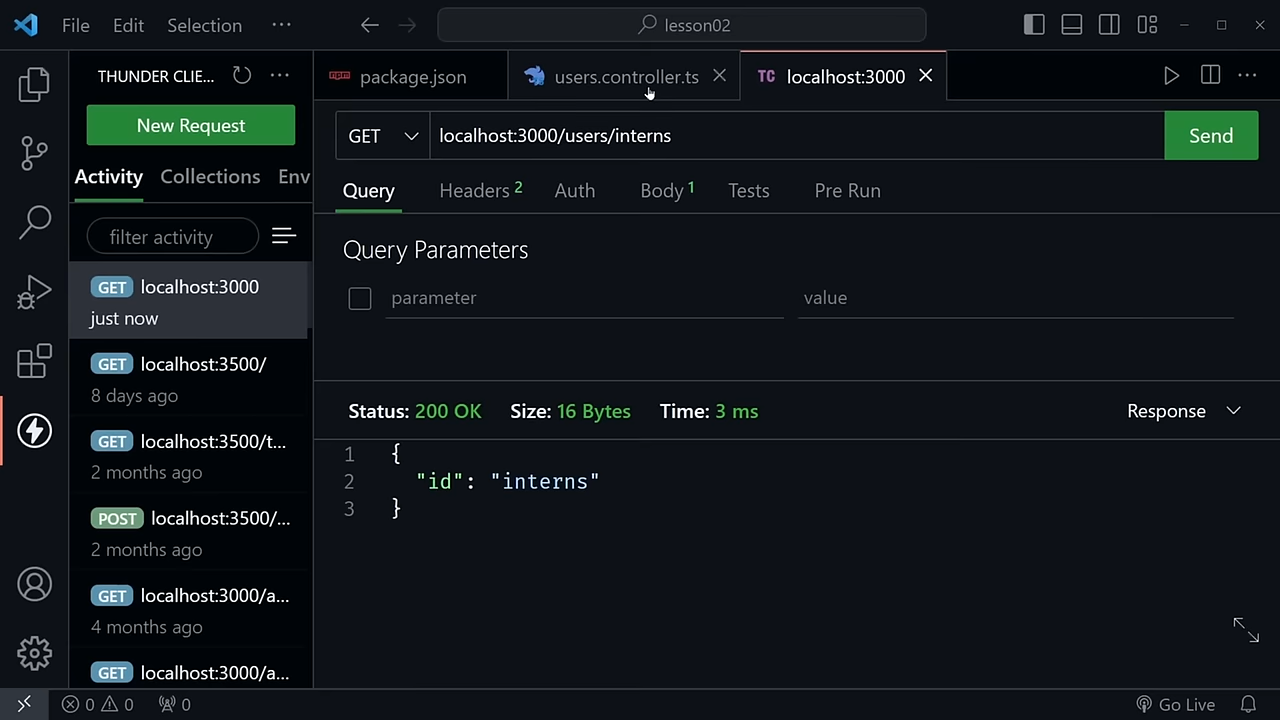 File Edit Selection ··· lesson02
THUNDER CLIE... ···
New Request
Activity Collections Env
filter activity
GET localhost:3000
just now
GET localhost:3500/
8 days ago
GET localhost:3500/t...
2 months ago
POST localhost:3500/...
2 months ago
GET localhost:3000/a...
4 months ago
GET localhost:3000/a...
npm package.json users.controller.ts TC localhost:3000 ···
GET localhost:3000/users/interns Send
Query Headers 2 Auth Body 1 Tests Pre Run
Query Parameters
parameter value
Status: 200 OK Size: 16 Bytes Time: 3 ms Response
1 {
2 "id": "interns"
3 }
0 0 0 Go Live